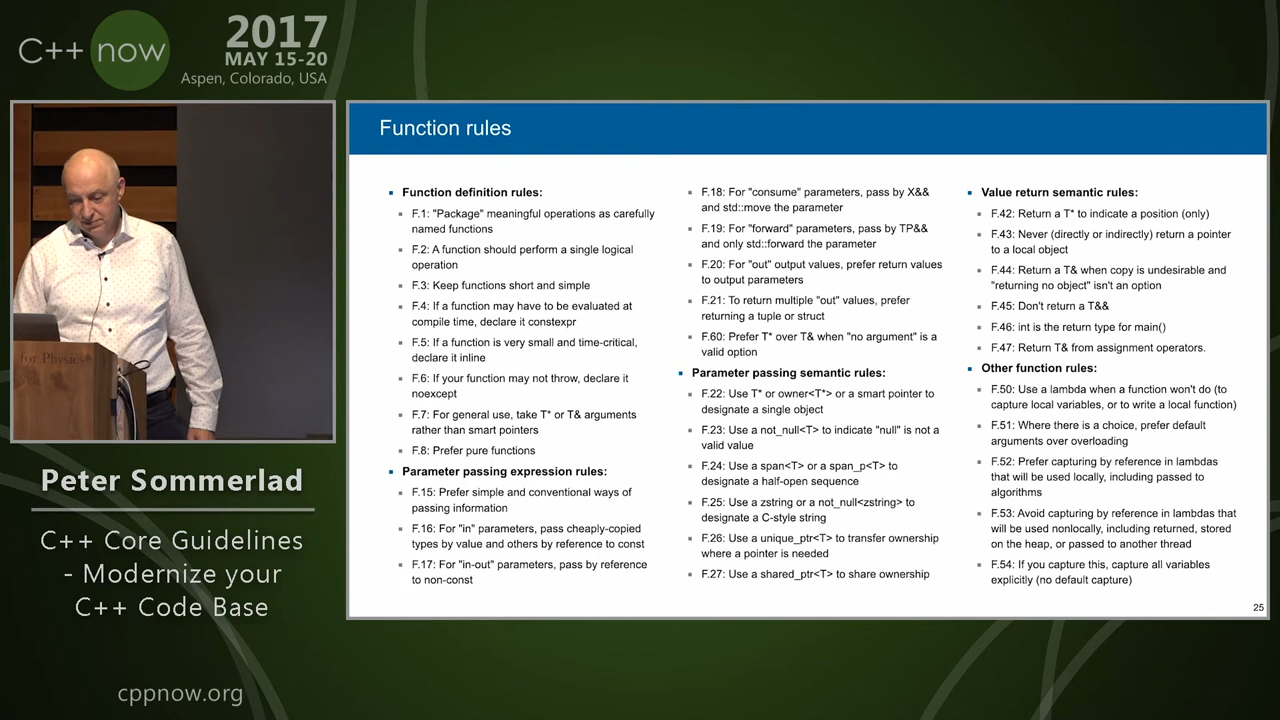 C++ now
2017
MAY 15-20
Aspen, Colorado, USA
for Physics
Peter Sommerlad
C++ Core Guidelines
- Modernize your
C++ Code Base
cppnow.org
Function rules
Function definition rules:
F.1: "Package" meaningful operations as carefully
named functions
F.2: A function should perform a single logical
operation
F.3: Keep functions short and simple
F.4: If a function may have to be evaluated at
compile time, declare it constexpr
F.5: If a function is very small and time-critical,
declare it inline
F.6: If your function may not throw, declare it
noexcept
F.7: For general use, take T* or T& arguments
rather than smart pointers
F.8: Prefer pure functions
Parameter passing expression rules:
F.15: Prefer simple and conventional ways of
passing information
F.16: For "in" parameters, pass cheaply-copied
types by value and others by reference to const
F.17: For "in-out" parameters, pass by reference
to non-const
F.18: For "consume" parameters, pass by X&&
and std::move the parameter
F.19: For "forward" parameters, pass by TP&&
and only std::forward the parameter
F.20: For "out" output values, prefer return values
to output parameters
F.21: To return multiple "out" values, prefer
returning a tuple or struct
F.60: Prefer T* over T& when "no argument" is a
valid option
Parameter passing semantic rules:
F.22: Use T* or owner<T*> or a smart pointer to
designate a single object
F.23: Use a not_null<T> to indicate "null" is not a
valid value
F.24: Use a span<T> or a span_p<T> to
designate a half-open sequence
F.25: Use a zstring or a not_null<zstring> to
designate a C-style string
F.26: Use a unique_ptr<T> to transfer ownership
where a pointer is needed
F.27: Use a shared_ptr<T> to share ownership
Value return semantic rules:
F.42: Return a T* to indicate a position (only)
F.43: Never (directly or indirectly) return a pointer
to a local object
F.44: Return a T& when copy is undesirable and
"returning no object" isn't an option
F.45: Don't return a T&&
F.46: int is the return type for main()
F.47: Return T& from assignment operators.
Other function rules:
F.50: Use a lambda when a function won't do (to
capture local variables, or to write a local function)
F.51: Where there is a choice, prefer default
arguments over overloading
F.52: Prefer capturing by reference in lambdas
that will be used locally, including passed to
algorithms
F.53: Avoid capturing by reference in lambdas that
will be used nonlocally, including returned, stored
on the heap, or passed to another thread
F.54: If you capture this, capture all variables
explicitly (no default capture)
25